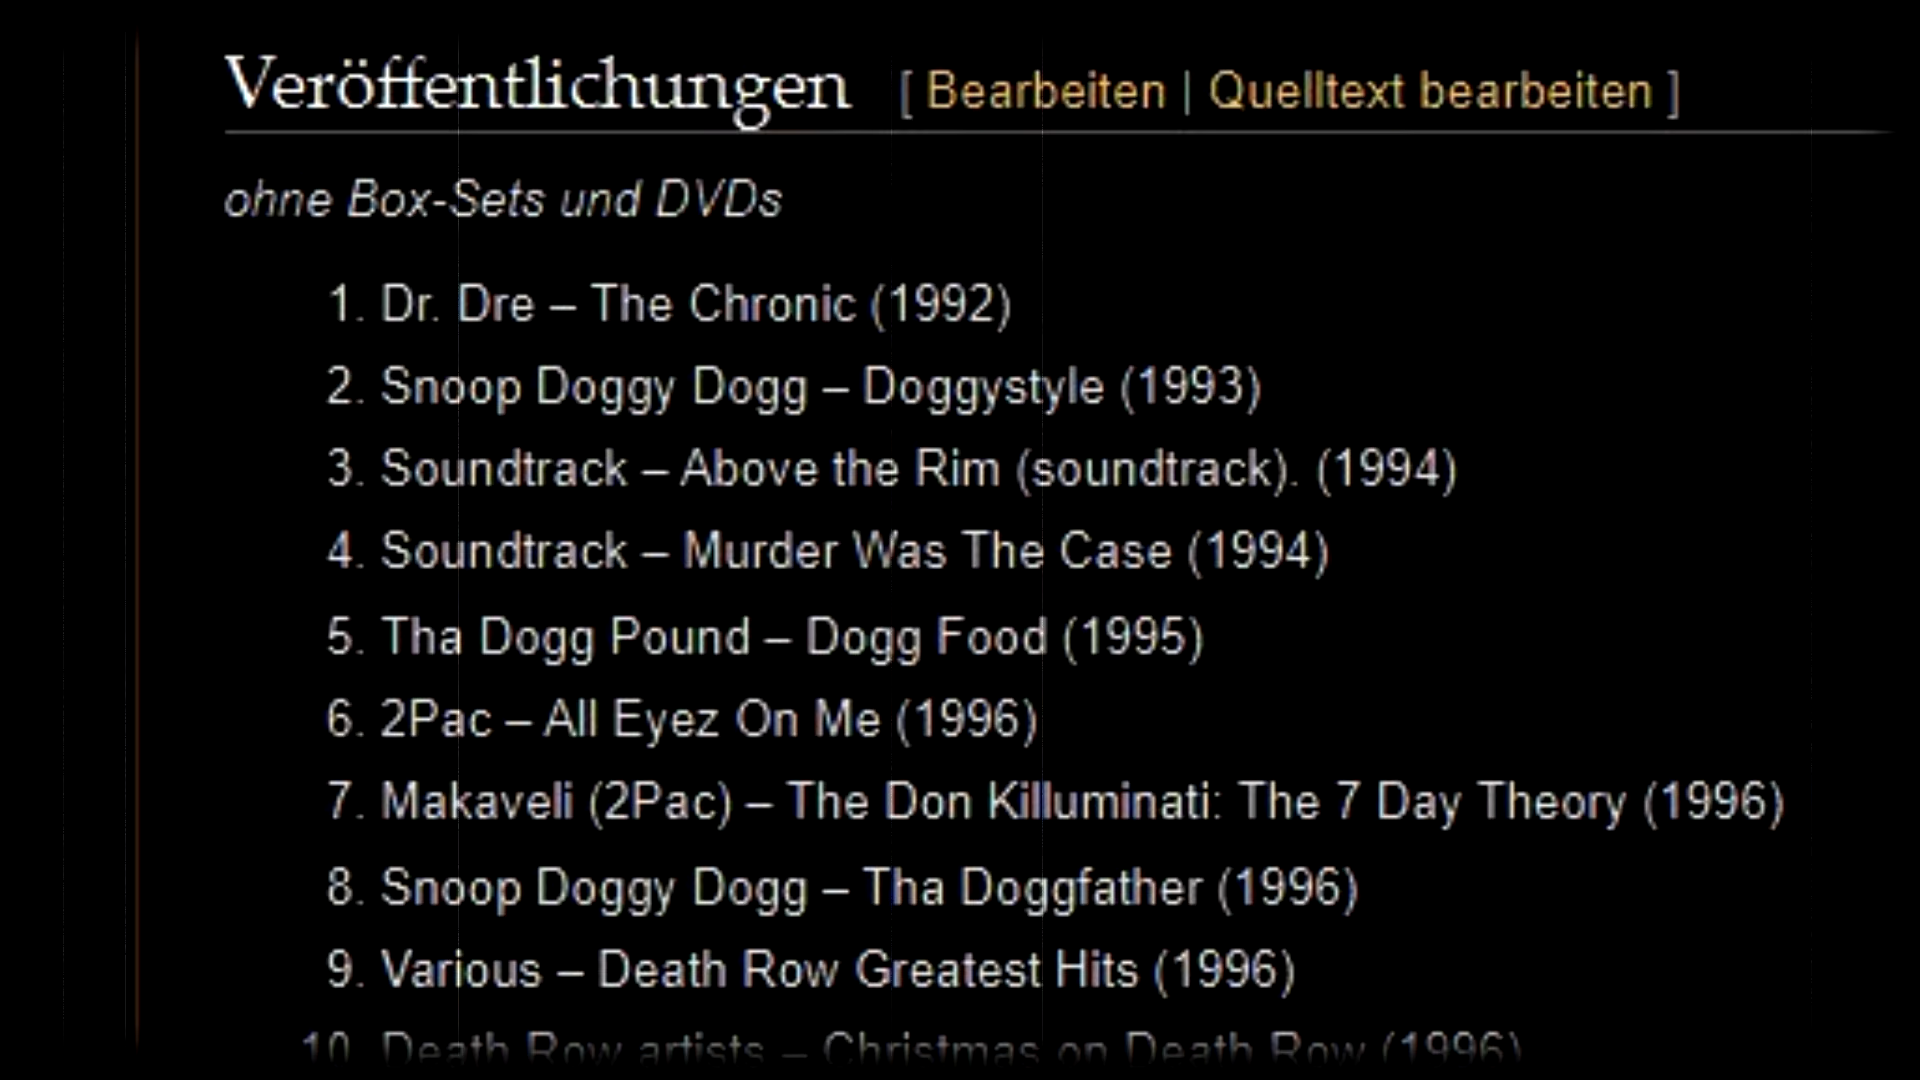 Veröffentlichungen [ Bearbeiten | Quelltext bearbeiten ]
ohne Box-Sets und DVDs
1. Dr. Dre – The Chronic (1992)
2. Snoop Doggy Dogg – Doggystyle (1993)
3. Soundtrack – Above the Rim (soundtrack). (1994)
4. Soundtrack – Murder Was The Case (1994)
5. Tha Dogg Pound – Dogg Food (1995)
6. 2Pac – All Eyez On Me (1996)
7. Makaveli (2Pac) – The Don Killuminati: The 7 Day Theory (1996)
8. Snoop Doggy Dogg – Tha Doggfather (1996)
9. Various – Death Row Greatest Hits (1996)
10. Death Row artists – Christmas on Death Row (1996)